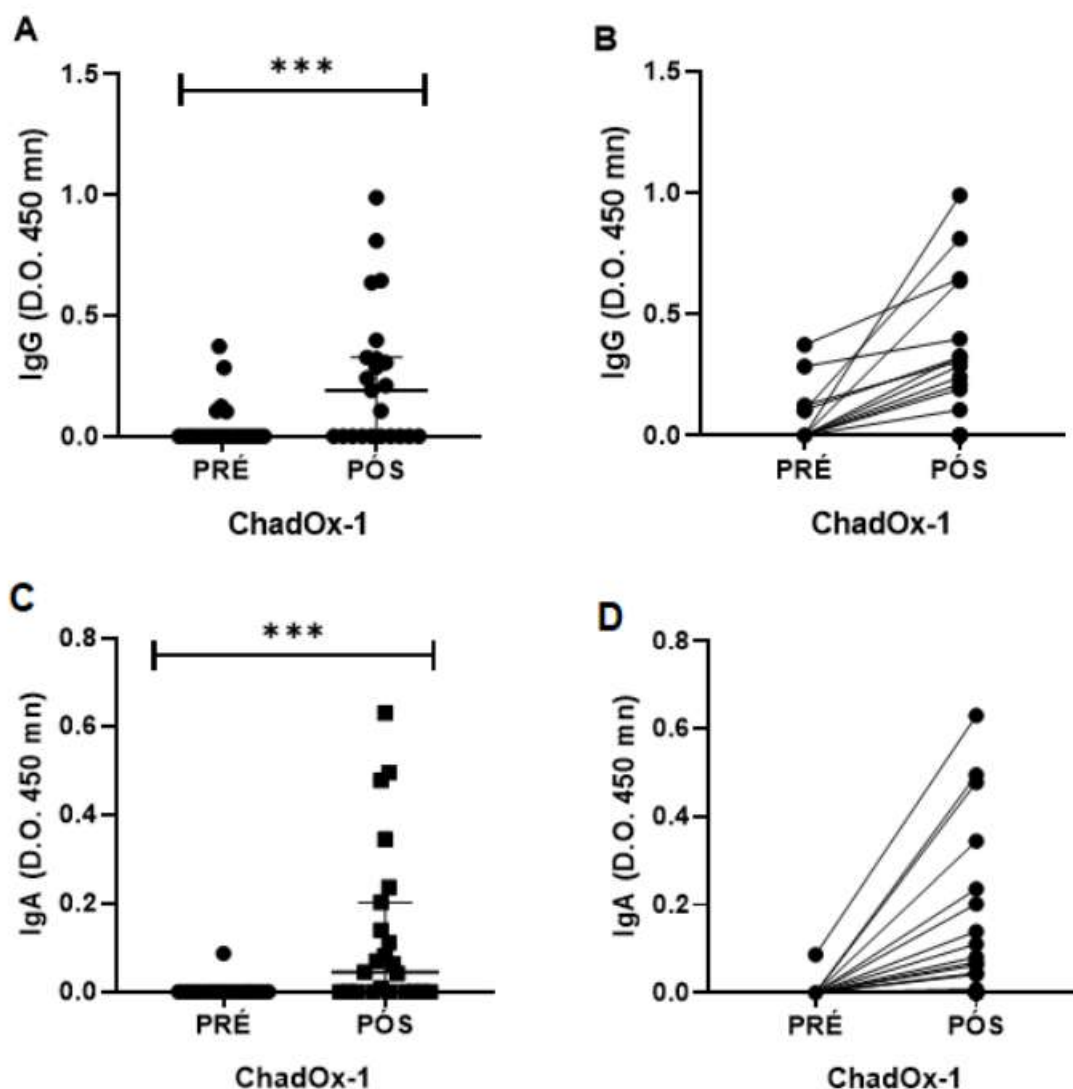 A
***
IgG (D.O. 450 mn)
1.5
1.0
0.5
0.0
PRÉ PÓS
ChadOx-1
B
IgG (D.O. 450 mn)
1.5
1.0
0.5
0.0
PRÉ PÓS
ChadOx-1
C
***
IgA (D.O. 450 mn)
0.8
0.6
0.4
0.2
0.0
PRÉ PÓS
ChadOx-1
D
IgA (D.O. 450 mn)
0.8
0.6
0.4
0.2
0.0
PRÉ PÓS
ChadOx-1